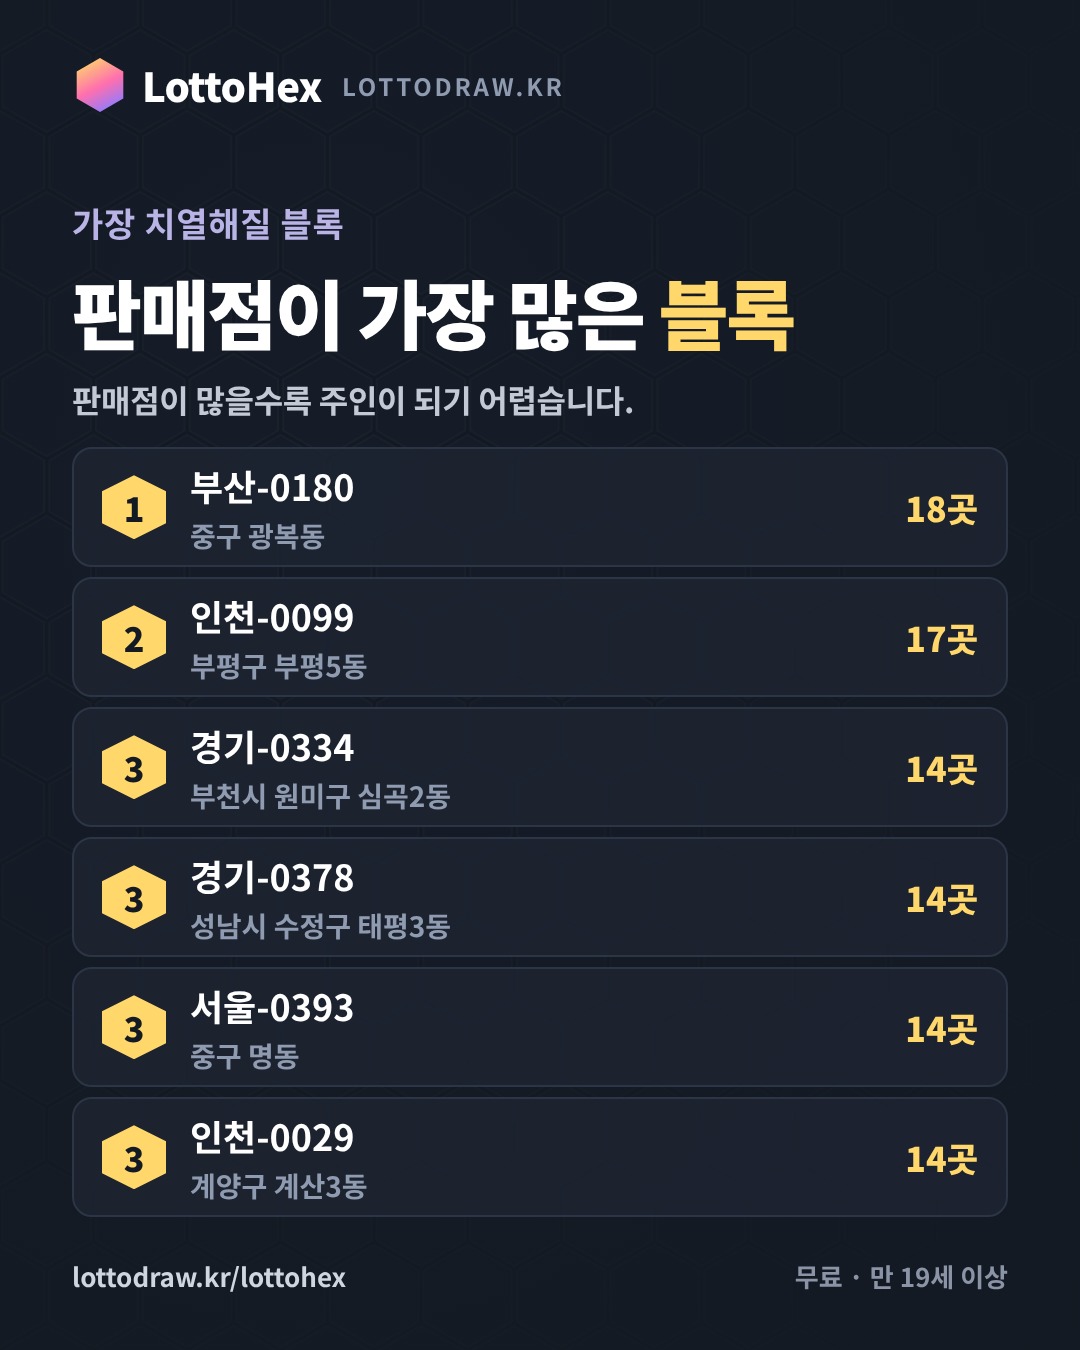 LottoHex LOTTODRAW.KR
가장 치열해질 블록
판매점이 가장 많은 블록
판매점이 많을수록 주인이 되기 어렵습니다.
1 부산-0180 18곳
중구 광복동
2 인천-0099 17곳
부평구 부평5동
3 경기-0334 14곳
부천시 원미구 심곡2동
3 경기-0378 14곳
성남시 수정구 태평3동
3 서울-0393 14곳
중구 명동
3 인천-0029 14곳
계양구 계산3동
lottodraw.kr/lottohex 무료 · 만 19세 이상